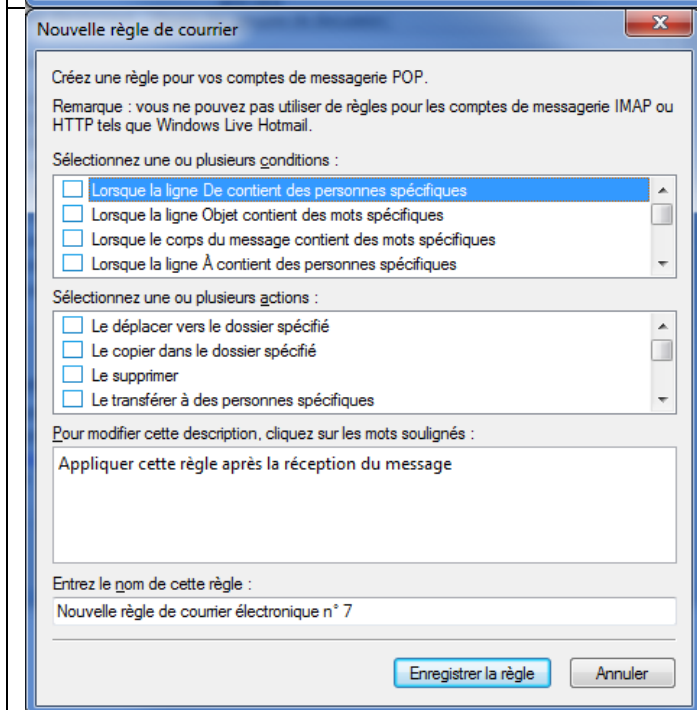 Nouvelle règle de courrier
Créez une règle pour vos comptes de messagerie POP.
Remarque : vous ne pouvez pas utiliser de règles pour les comptes de messagerie IMAP ou
HTTP tels que Windows Live Hotmail.
Sélectionnez une ou plusieurs conditions :
Lorsque la ligne De contient des personnes spécifiques
Lorsque la ligne Objet contient des mots spécifiques
Lorsque le corps du message contient des mots spécifiques
Lorsque la ligne À contient des personnes spécifiques
Sélectionnez une ou plusieurs actions :
Le déplacer vers le dossier spécifié
Le copier dans le dossier spécifié
Le supprimer
Le transférer à des personnes spécifiques
Pour modifier cette description, cliquez sur les mots soulignés :
Appliquer cette règle après la réception du message
Entrez le nom de cette règle :
Nouvelle règle de courrier électronique n° 7
Enregistrer la règle Annuler